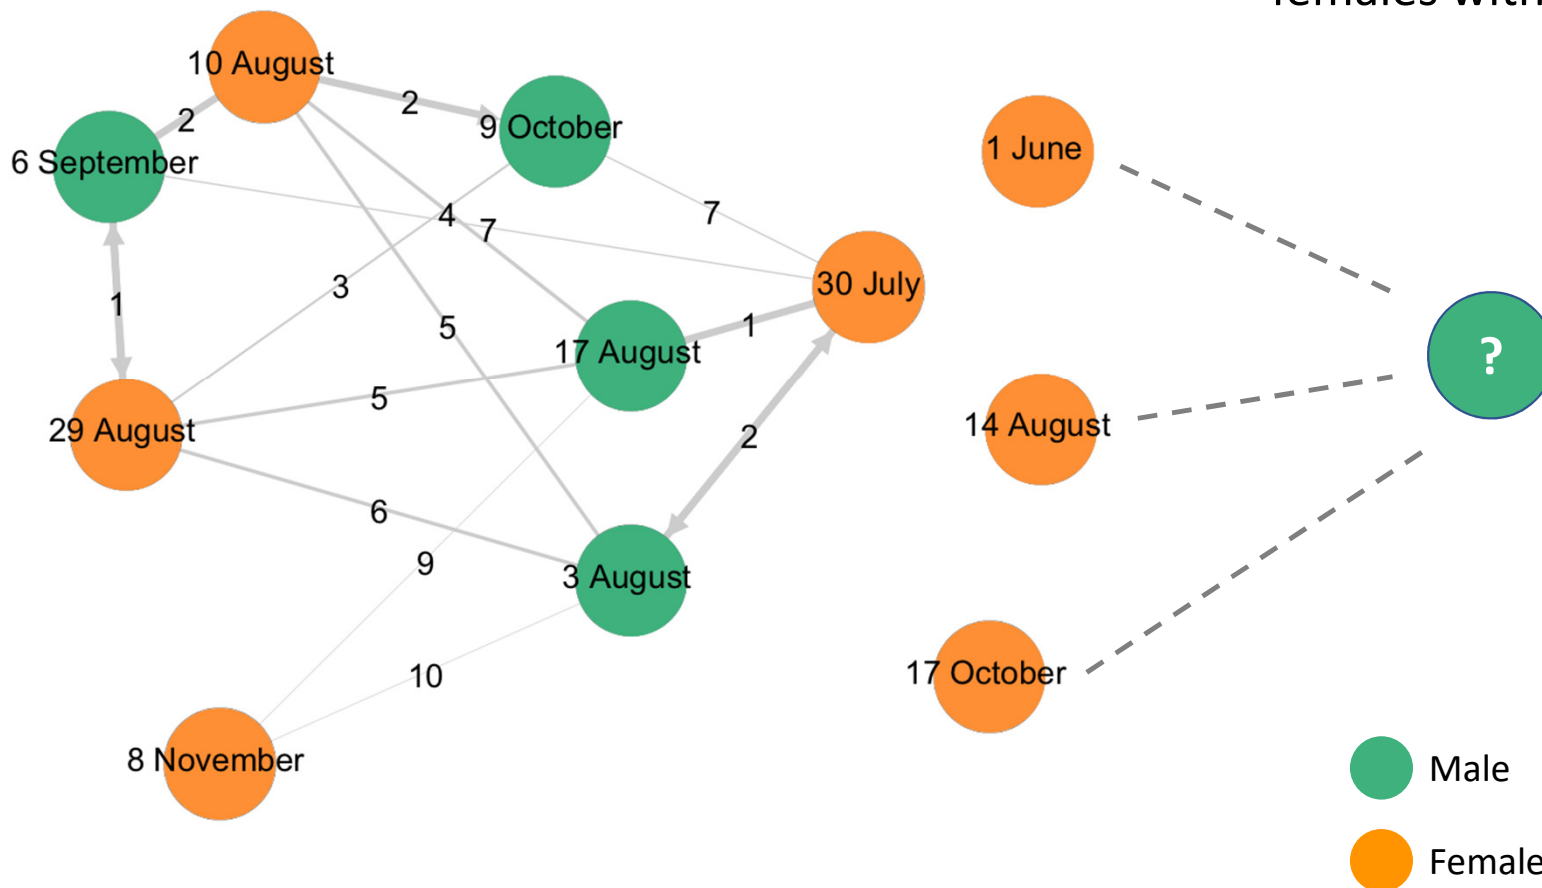 females with
10 August
2
2
9 October
6 September
1 June
4
7
7
3
30 July
1
5
17 August
1
?
5
29 August
14 August
2
6
9
3 August
10
17 October
8 November
Male
Female